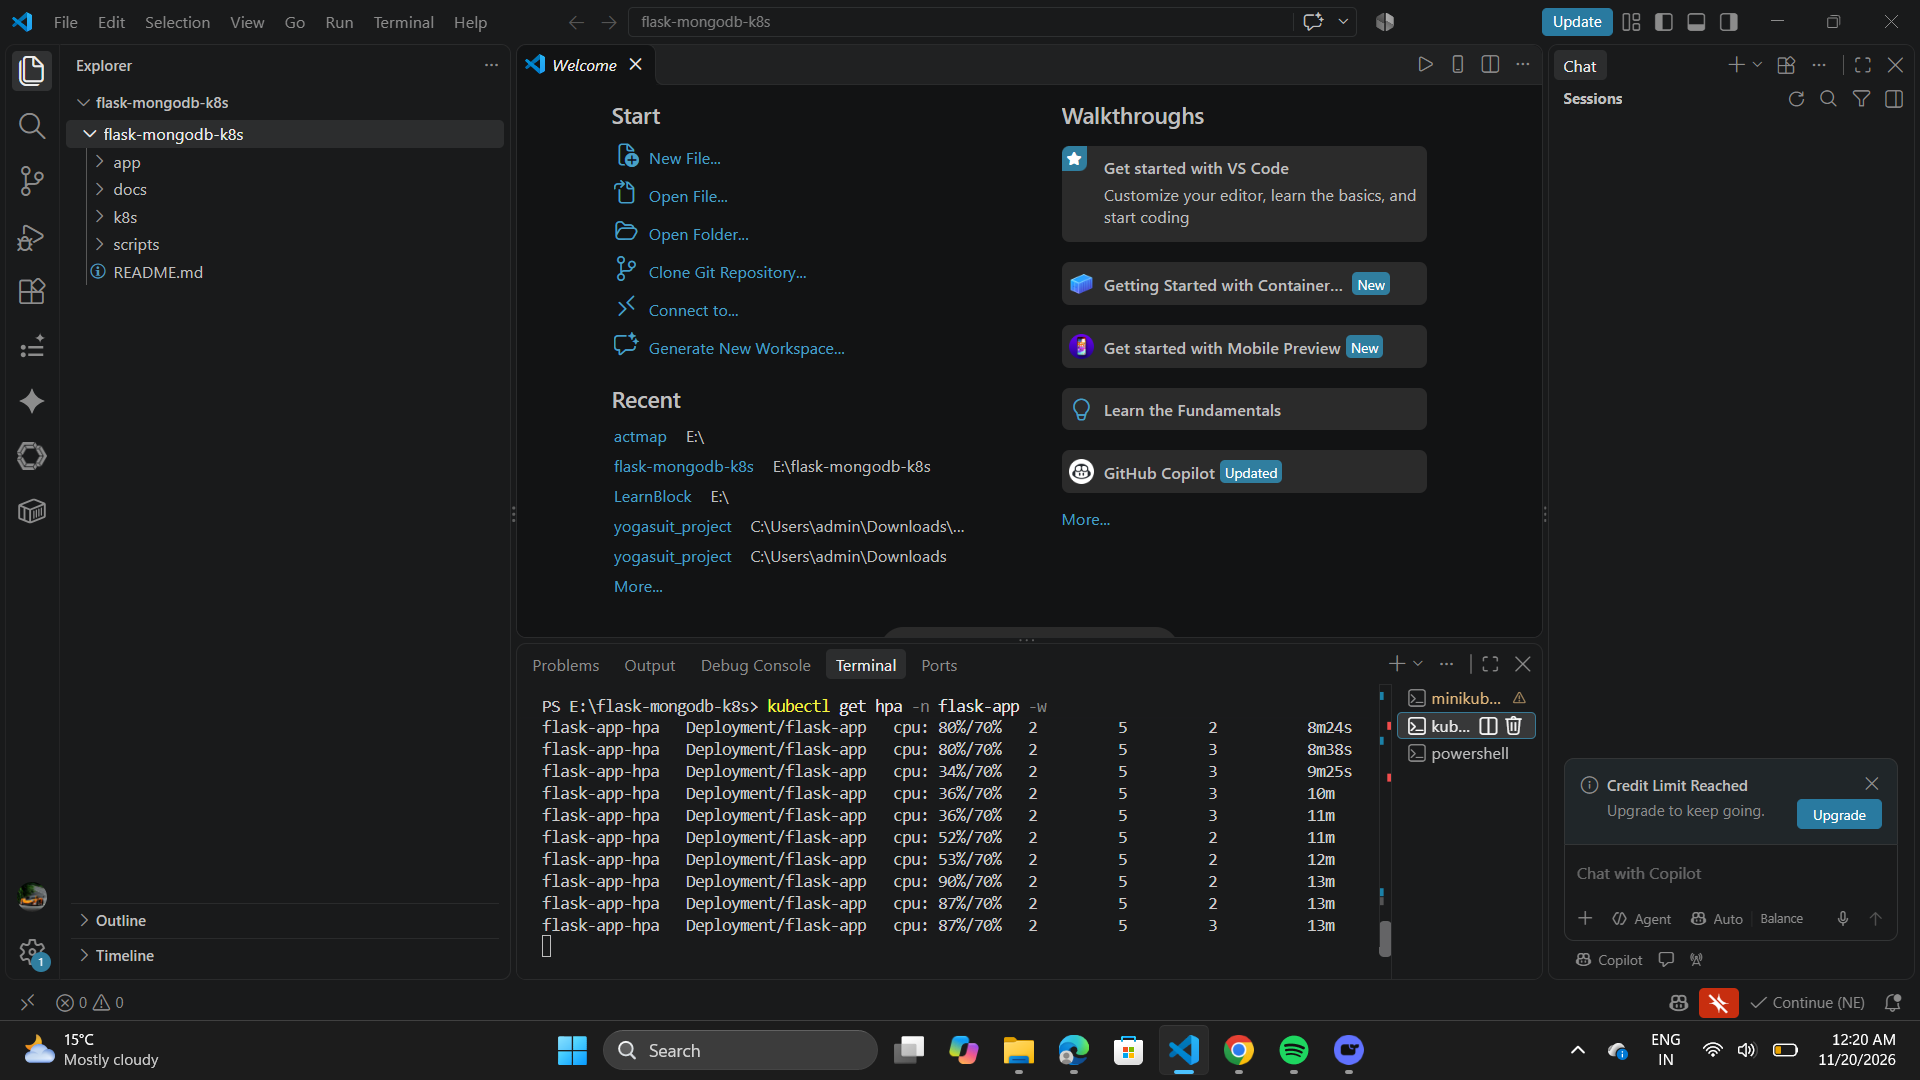 File Edit Selection View Go Run Terminal Help
flask-mongodb-k8s
Update
Explorer
flask-mongodb-k8s
flask-mongodb-k8s
app
docs
k8s
scripts
README.md
Outline
Timeline
1
Welcome
Start
New File...
Open File...
Open Folder...
Clone Git Repository...
Connect to...
Generate New Workspace...
Recent
actmap E:\
flask-mongodb-k8s E:\flask-mongodb-k8s
LearnBlock E:\
yogasuit_project C:\Users\admin\Downloads\...
yogasuit_project C:\Users\admin\Downloads
More...
Walkthroughs
Get started with VS Code
Customize your editor, learn the basics, and
start coding
Getting Started with Container... New
Get started with Mobile Preview New
Learn the Fundamentals
GitHub Copilot Updated
More...
Problems Output Debug Console Terminal Ports
PS E:\flask-mongodb-k8s> kubectl get hpa -n flask-app -w
flask-app-hpa Deployment/flask-app cpu: 80%/70% 2 5 2 8m24s
flask-app-hpa Deployment/flask-app cpu: 80%/70% 2 5 3 8m38s
flask-app-hpa Deployment/flask-app cpu: 34%/70% 2 5 3 9m25s
flask-app-hpa Deployment/flask-app cpu: 36%/70% 2 5 3 10m
flask-app-hpa Deployment/flask-app cpu: 36%/70% 2 5 3 11m
flask-app-hpa Deployment/flask-app cpu: 52%/70% 2 5 2 11m
flask-app-hpa Deployment/flask-app cpu: 53%/70% 2 5 2 12m
flask-app-hpa Deployment/flask-app cpu: 90%/70% 2 5 2 13m
flask-app-hpa Deployment/flask-app cpu: 87%/70% 2 5 2 13m
flask-app-hpa Deployment/flask-app cpu: 87%/70% 2 5 3 13m
minikub...
kub...
powershell
Chat
Sessions
Credit Limit Reached
Upgrade to keep going.
Upgrade
Chat with Copilot
Agent Auto Balance
Copilot
0 0
Continue (NE)
15°C
Mostly cloudy
Search
ENG
IN
12:20 AM
11/20/2026